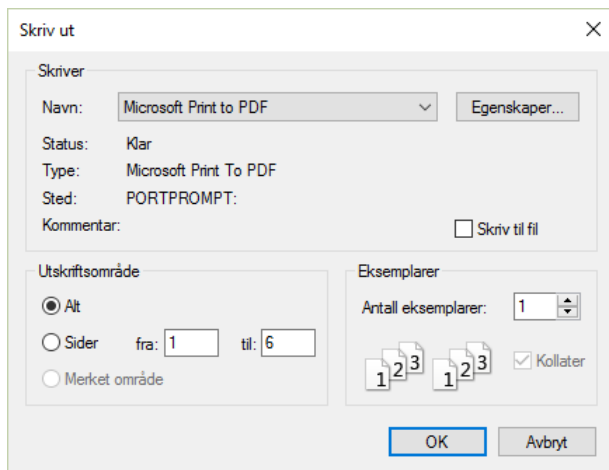 Skriv ut
Skriver
Navn: Microsoft Print to PDF Egenskaper...
Status: Klar
Type: Microsoft Print To PDF
Sted: PORTPROMPT:
Kommentar: Skriv til fil
Utskriftsområde
Alt
Sider fra: 1 til: 6
Merket område
Eksemplarer
Antall eksemplarer: 1
1 2 3 1 2 3 Kollater
OK Avbryt